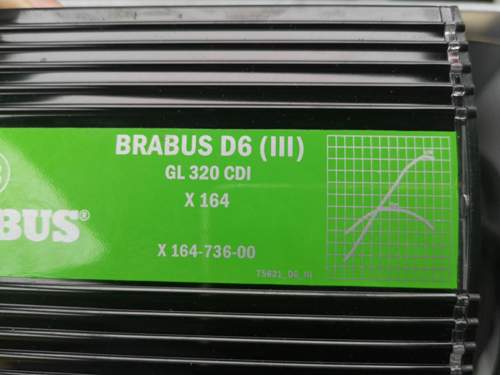 BRABUS D6 (III)
GL 320 CDI
X 164
BUS®
X 164-736-00